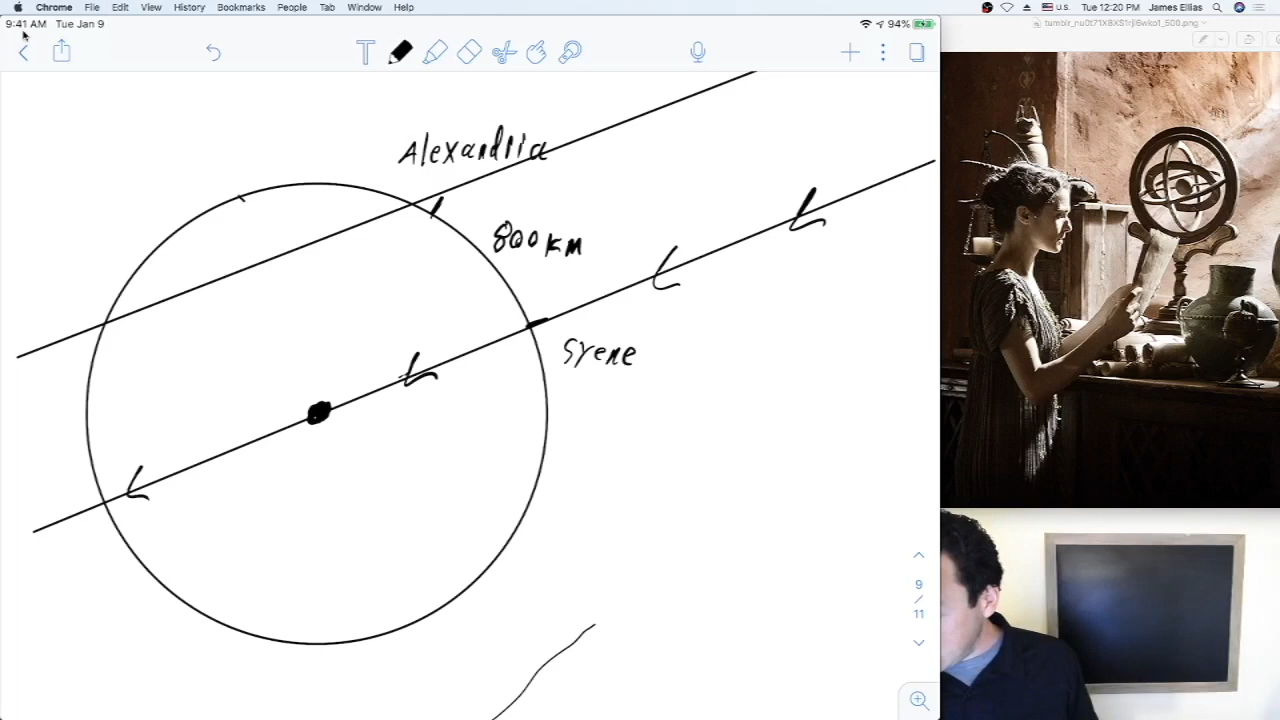 Chrome File Edit View History Bookmarks People Tab Window Help
U.S. Tue 12:20 PM James Ellias
9:41 AM Tue Jan 9
94%
Alexandria
800 km
Syene
9
/
11